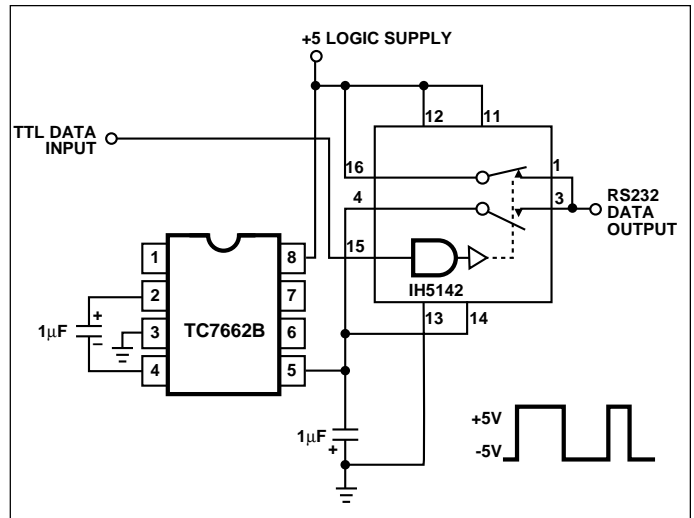 +5 LOGIC SUPPLY
12
11
TTL DATA
INPUT
16
1
4
3
RS232
DATA
OUTPUT
15
IH5142
13
14
1
8
2
7
+
1µF
TC7662B
3
6
–
4
5
1µF
+
+5V
-5V